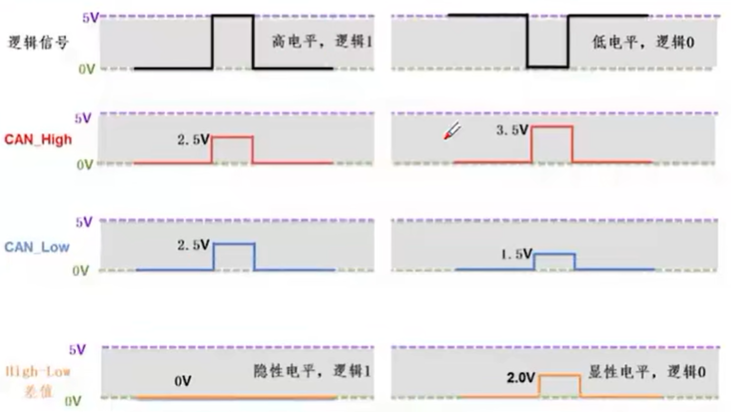 5V
逻辑信号
高电平，逻辑1
低电平，逻辑0
0V
5V
CAN_High
2.5V
3.5V
0V
5V
CAN_Low
2.5V
1.5V
0V
5V
High-Low
差值
0V
隐性电平，逻辑1
2.0V
显性电平，逻辑0
0V